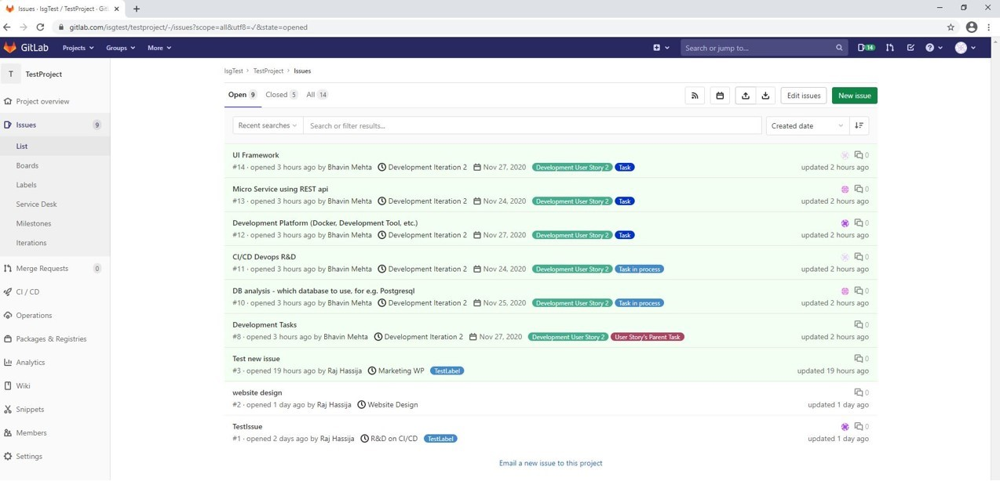 Issues · IsgTest / TestProject · Git
gitlab.com/isgtest/testproject/-/issues?scope=all&utf8=√&state=opened
GitLab Projects Groups More Search or jump to... 14
T TestProject
Project overview
Issues 9
List
Boards
Labels
Service Desk
Milestones
Iterations
Merge Requests 0
CI / CD
Operations
Packages & Registries
Analytics
Wiki
Snippets
Members
Settings
IsgTest > TestProject > Issues
Open 9 Closed 5 All 14 Edit issues New issue
Recent searches Search or filter results... Created date
UI Framework 0
#14 · opened 3 hours ago by Bhavin Mehta Development Iteration 2 Nov 27, 2020 Development User Story 2 Task updated 2 hours ago
Micro Service using REST api 0
#13 · opened 3 hours ago by Bhavin Mehta Development Iteration 2 Nov 24, 2020 Development User Story 2 Task updated 2 hours ago
Development Platform (Docker, Development Tool, etc.) 0
#12 · opened 3 hours ago by Bhavin Mehta Development Iteration 2 Nov 27, 2020 Development User Story 2 Task updated 2 hours ago
CI/CD Devops R&D 0
#11 · opened 3 hours ago by Bhavin Mehta Development Iteration 2 Nov 24, 2020 Development User Story 2 Task in process updated 2 hours ago
DB analysis - which database to use, for e.g. Postgresql 0
#10 · opened 3 hours ago by Bhavin Mehta Development Iteration 2 Nov 25, 2020 Development User Story 2 Task in process updated 2 hours ago
Development Tasks 0
#8 · opened 3 hours ago by Bhavin Mehta Development Iteration 2 Nov 27, 2020 Development User Story 2 User Story's Parent Task updated 2 hours ago
Test new issue 0
#3 · opened 19 hours ago by Raj Hassija Marketing WP TestLabel updated 19 hours ago
website design 0
#2 · opened 1 day ago by Raj Hassija Website Design updated 1 day ago
TestIssue 0
#1 · opened 2 days ago by Raj Hassija R&D on CI/CD TestLabel updated 1 day ago
Email a new issue to this project